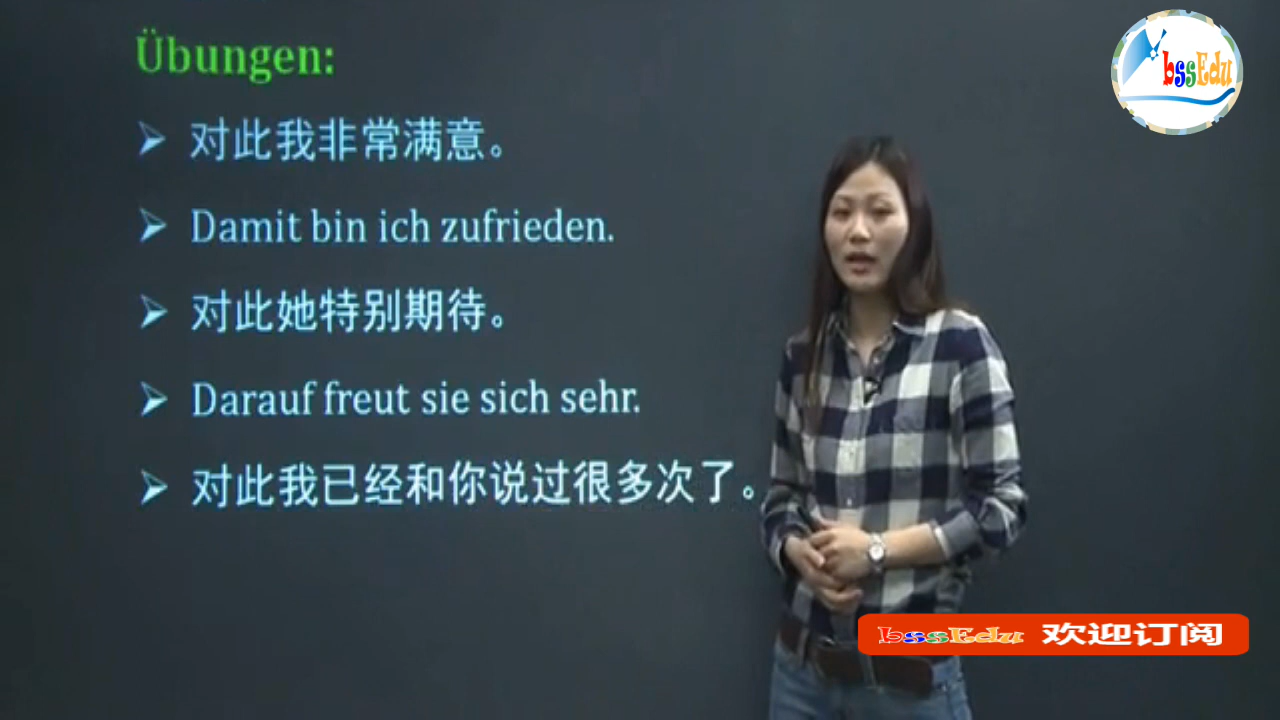 Übungen:
对此我非常满意。
Damit bin ich zufrieden.
对此她特别期待。
Darauf freut sie sich sehr.
对此我已经和你说过很多次了。
bssEdu
bssEdu 欢迎订阅